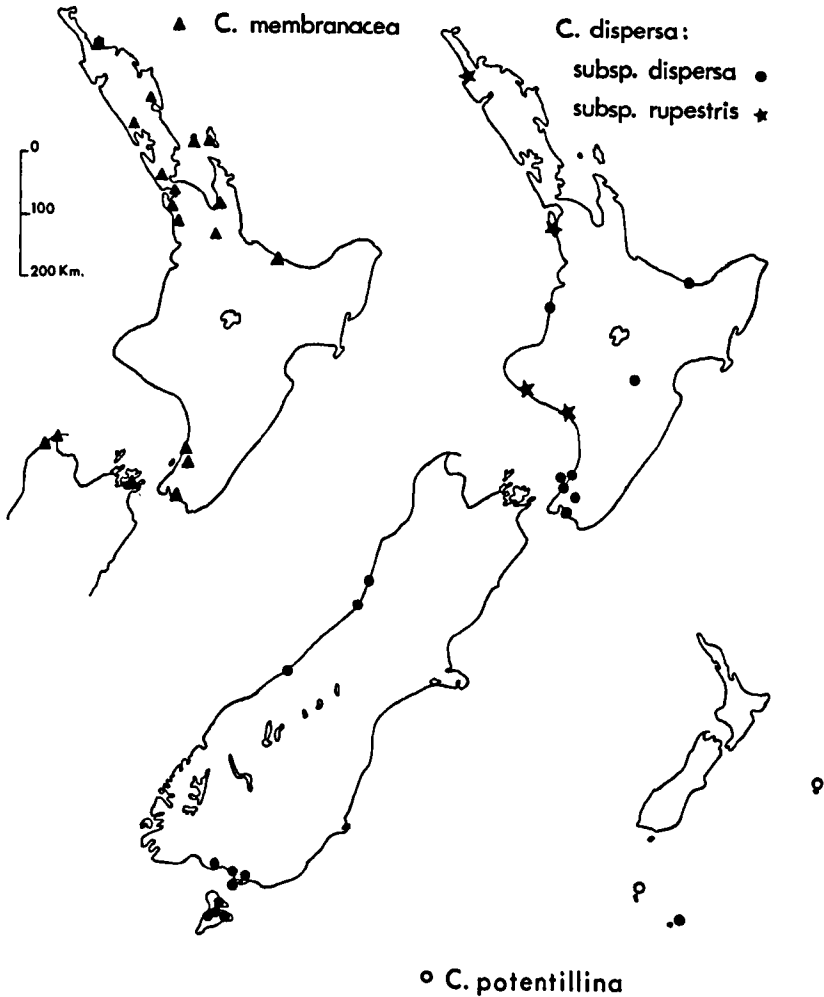 C. membranacea
C. dispersa:
subsp. dispersa
subsp. rupestris
0
100
200 Km.
C. potentillina